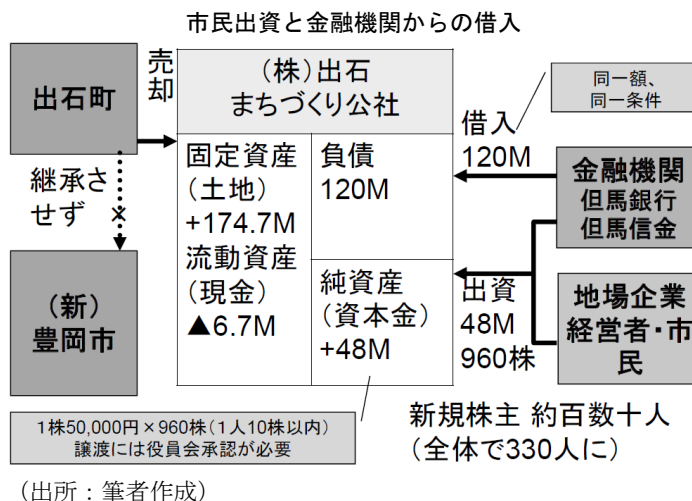 市民出資と金融機関からの借入
出石町
売却
(株)出石
まちづくり公社
同一額、
同一条件
継承さ
せず
×
固定資産
(土地)
+174.7M
流動資産
(現金)
▲6.7M
負債
120M
純資産
(資本金)
+48M
借入
120M
金融機関
但馬銀行
但馬信金
(新)
豊岡市
出資
48M
960株
地場企業
経営者・市
民
1株50,000円×960株(1人10株以内)
譲渡には役員会承認が必要
新規株主 約百数十人
(全体で330人に)
(出所:筆者作成)